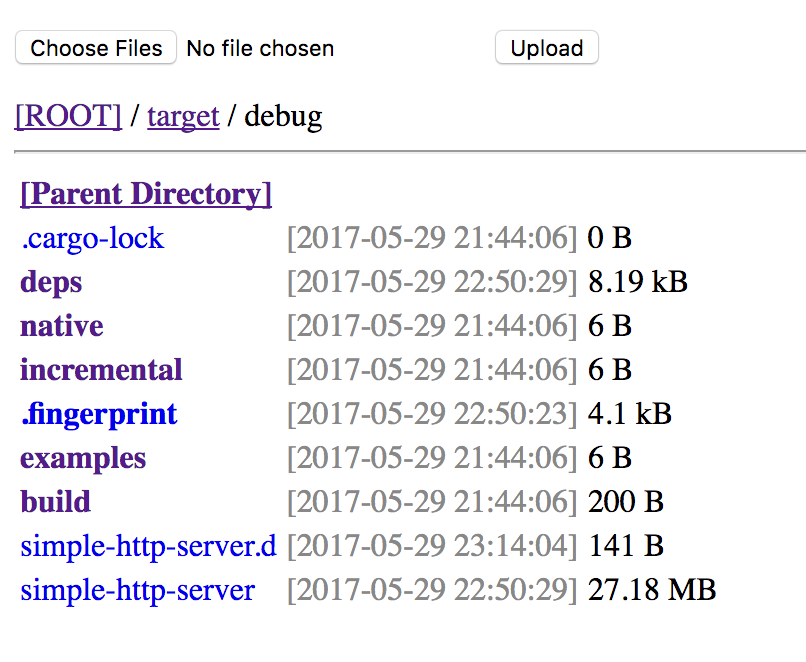 Choose Files No file chosen Upload
[ROOT] / target / debug
[Parent Directory]
.cargo-lock [2017-05-29 21:44:06] 0 B
deps [2017-05-29 22:50:29] 8.19 kB
native [2017-05-29 21:44:06] 6 B
incremental [2017-05-29 21:44:06] 6 B
.fingerprint [2017-05-29 22:50:23] 4.1 kB
examples [2017-05-29 21:44:06] 6 B
build [2017-05-29 21:44:06] 200 B
simple-http-server.d [2017-05-29 23:14:04] 141 B
simple-http-server [2017-05-29 22:50:29] 27.18 MB